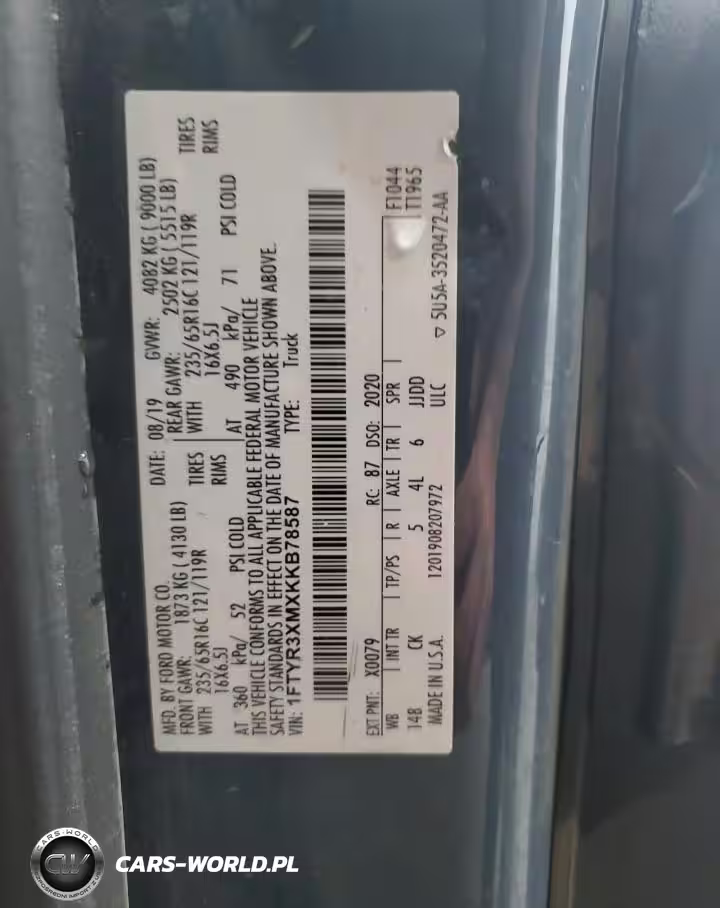 MFD. BY FORD MOTOR CO.
DATE: 08/19
GVWR: 4082 KG ( 9000 LB)
FRONT GAWR: 1873 KG ( 4130 LB)
REAR GAWR: 2502 KG ( 5515 LB)
WITH 235/65R16C 121/119R TIRES
WITH 235/65R16C 121/119R TIRES
16X6.5J RIMS
16X6.5J RIMS
AT 360 kPa/ 52 PSI COLD
AT 490 kPa/ 71 PSI COLD
THIS VEHICLE CONFORMS TO ALL APPLICABLE FEDERAL MOTOR VEHICLE
SAFETY STANDARDS IN EFFECT ON THE DATE OF MANUFACTURE SHOWN ABOVE.
VIN: 1FTYR3XMXKKB78587
TYPE: Truck
EXT PNT: X0079 RC: 87 DSO: 2020
F1044
WB INT TR TP/PS R AXLE TR SPR T1965
148 CK 5 4L 6 JJDD
MADE IN U.S.A. 1201908207972 ULC
▽ 5U5A-3520472-AA
CARS-WORLD
CW
CARS-WORLD.PL